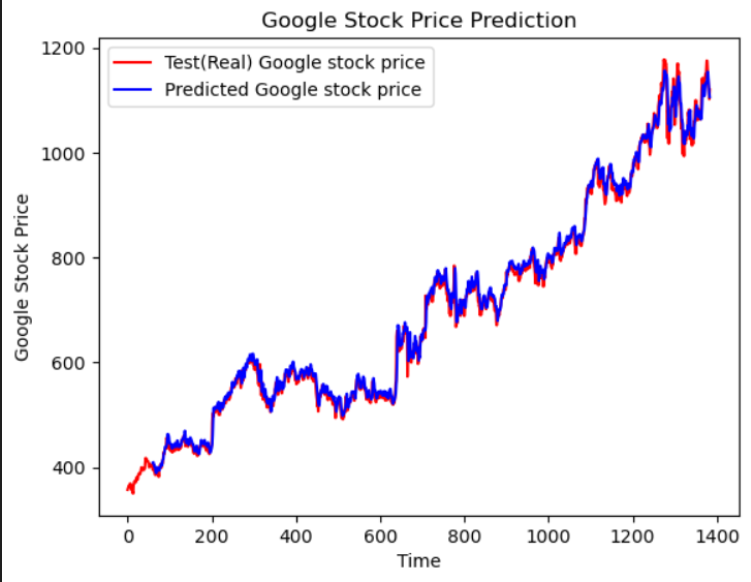 Google Stock Price Prediction
Test(Real) Google stock price
Predicted Google stock price
Google Stock Price
1200
1000
800
600
400
0 200 400 600 800 1000 1200 1400
Time